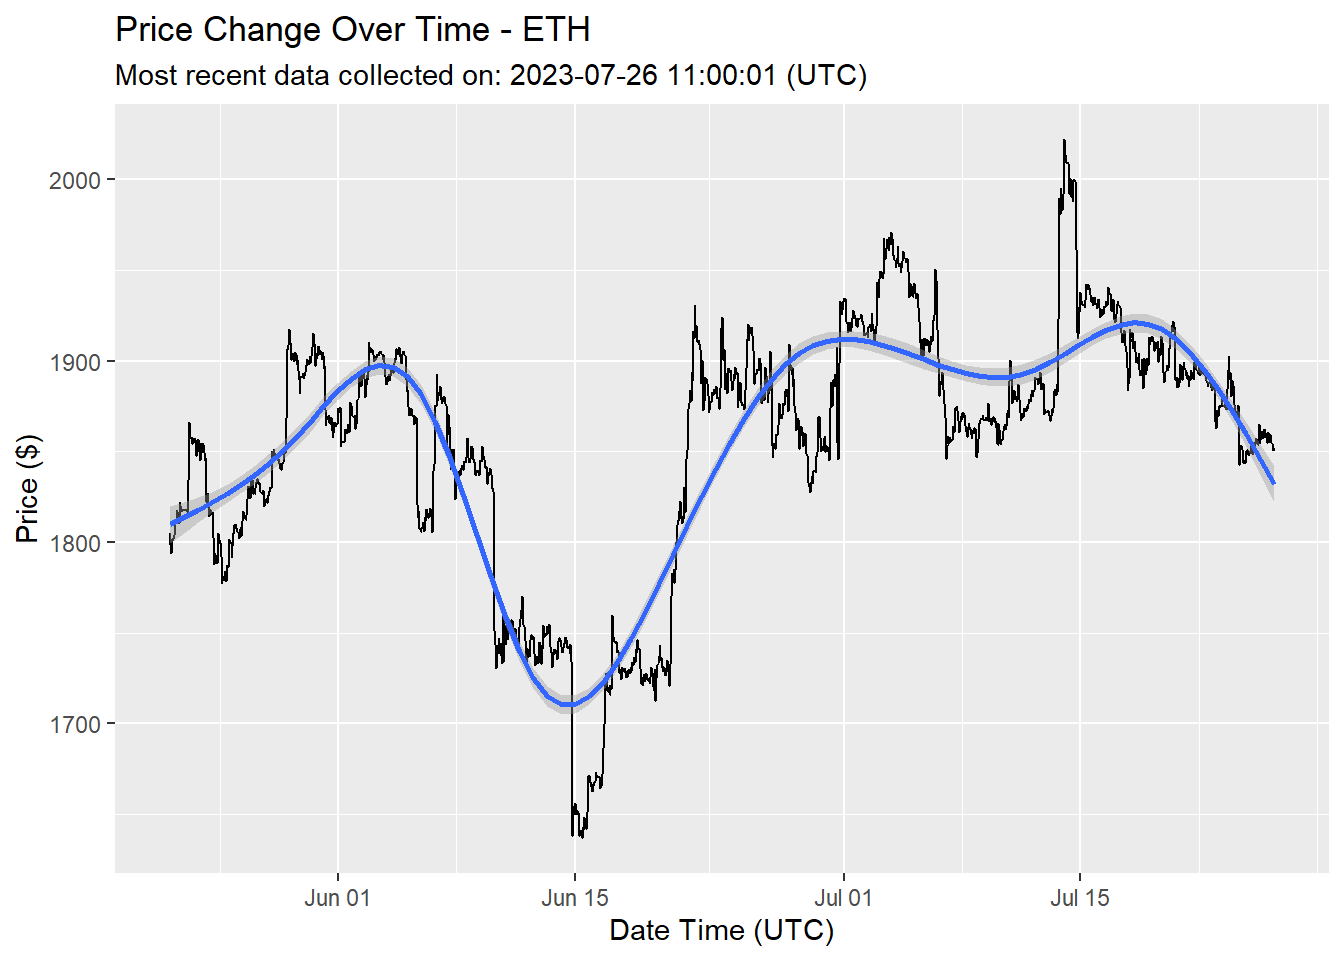 Price Change Over Time - ETH
Most recent data collected on: 2023-07-26 11:00:01 (UTC)
Price ($)
2000
1900
1800
1700
Jun 01
Jun 15
Jul 01
Jul 15
Date Time (UTC)